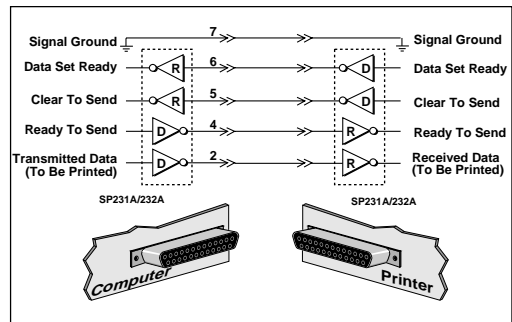 Signal Ground 7 Signal Ground
Data Set Ready R 6 D Data Set Ready
Clear To Send R 5 D Clear To Send
Ready To Send D 4 R Ready To Send
Transmitted Data (To Be Printed) D 2 R Received Data (To Be Printed)
SP231A/232A SP231A/232A
Computer Printer